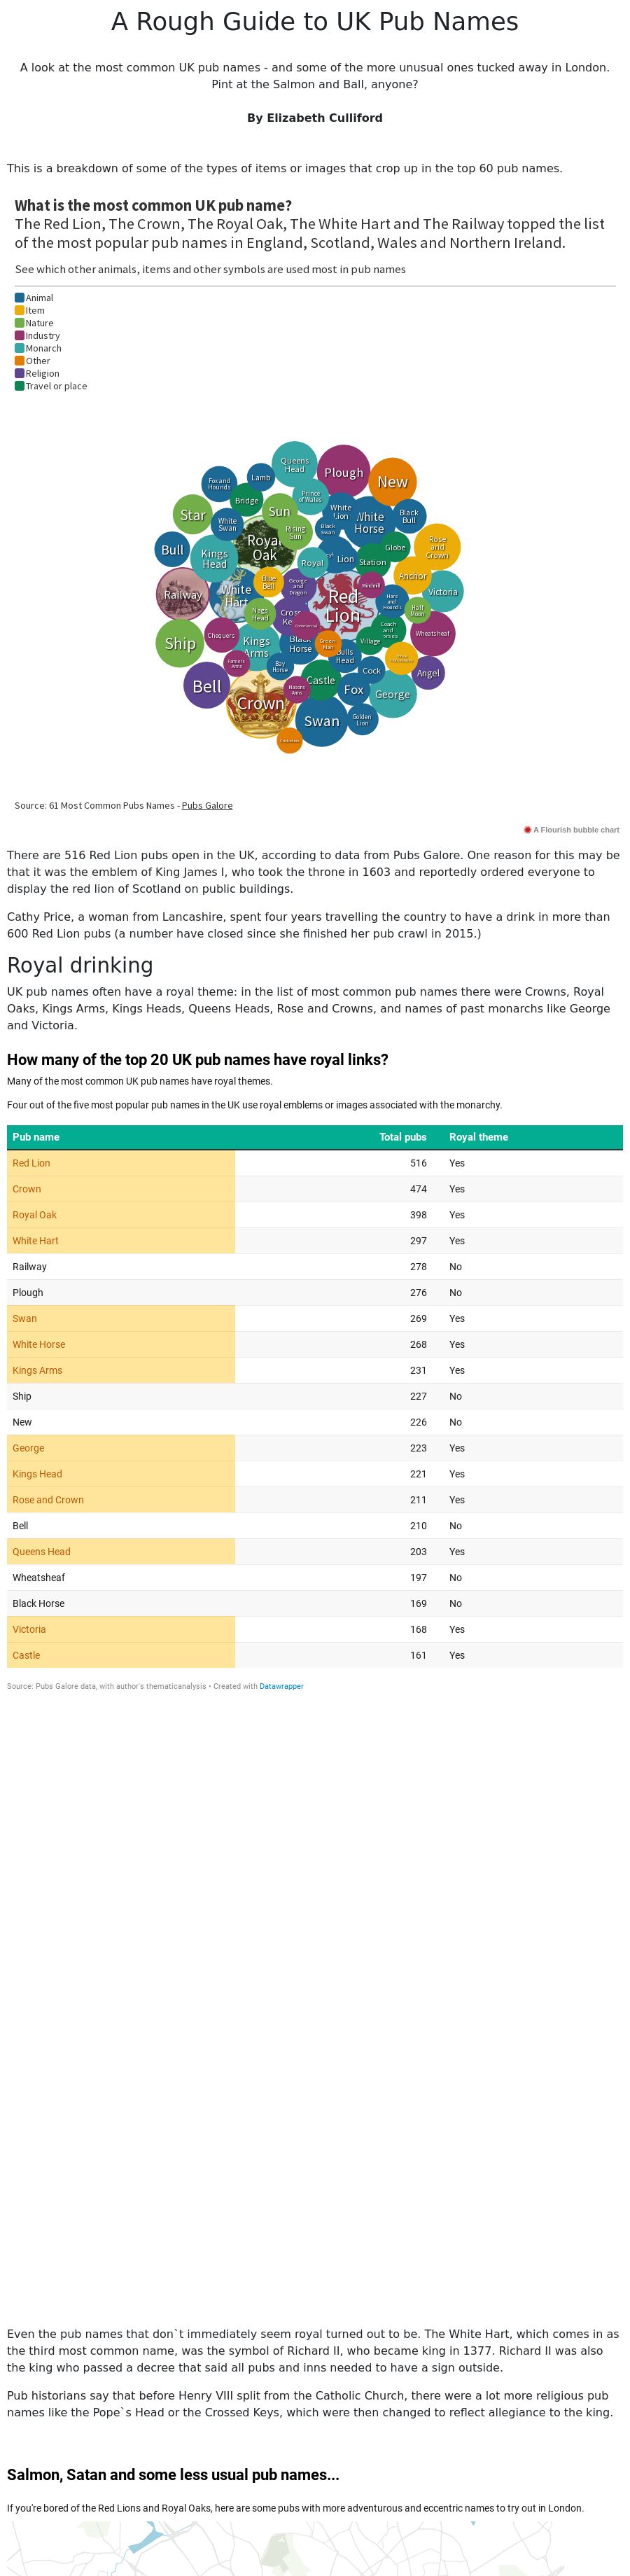 A Rough Guide to UK Pub Names
A look at the most common UK pub names - and some of the more unusual ones tucked away in London.
Pint at the Salmon and Ball, anyone?
By Elizabeth Culliford
This is a breakdown of some of the types of items or images that crop up in the top 60 pub names.
What is the most common UK pub name?
The Red Lion, The Crown, The Royal Oak, The White Hart and The Railway topped the list
of the most popular pub names in England, Scotland, Wales and Northern Ireland.
See which other animals, items and other symbols are used most in pub names
Animal
Item
Nature
Industry
Monarch
Other
Religion
Travel or place
Queens
Head
Plough
New
Fox and
Hounds
Lamb
Bridge
Prince
of Wales
Star
Sun
White
Lion
White
Horse
Black
Bull
White
Swan
Black
Swan
Rising
Sun
Royal
Oak
Globe
Rose
and
Crown
Bull
Kings
Head
Royal
Lion
Station
Anchor
Railway
White
Hart
Blue
Bell
George
and
Dragon
Red
Lion
Windmill
Hare
and
Hounds
Victoria
Half
Moon
Nags
Head
Cross
Commercial
Ship
Chequers
Kings
Arms
Black
Horse
Green
Man
Coach
and
Village
Wheatsheaf
Farmers
Arms
Bay
Horse
Bulls
Head
Cock
Angel
Bell
Masons
Arms
Castle
Fox
George
Crown
Swan
Golden
Lion
Source: 61 Most Common Pubs Names - Pubs Galore
A Flourish bubble chart
There are 516 Red Lion pubs open in the UK, according to data from Pubs Galore. One reason for this may be
that it was the emblem of King James I, who took the throne in 1603 and reportedly ordered everyone to
display the red lion of Scotland on public buildings.
Cathy Price, a woman from Lancashire, spent four years travelling the country to have a drink in more than
600 Red Lion pubs (a number have closed since she finished her pub crawl in 2015.)
Royal drinking
UK pub names often have a royal theme: in the list of most common pub names there were Crowns, Royal
Oaks, Kings Arms, Kings Heads, Queens Heads, Rose and Crowns, and names of past monarchs like George
and Victoria.
How many of the top 20 UK pub names have royal links?
Many of the most common UK pub names have royal themes.
Four out of the five most popular pub names in the UK use royal emblems or images associated with the monarchy.
Pub name Total pubs Royal theme
Red Lion 516 Yes
Crown 474 Yes
Royal Oak 398 Yes
White Hart 297 Yes
Railway 278 No
Plough 276 No
Swan 269 Yes
White Horse 268 Yes
Kings Arms 231 Yes
Ship 227 No
New 226 No
George 223 Yes
Kings Head 221 Yes
Rose and Crown 211 Yes
Bell 210 No
Queens Head 203 Yes
Wheatsheaf 197 No
Black Horse 169 No
Victoria 168 Yes
Castle 161 Yes
Source: Pubs Galore data, with author's thematicanalysis • Created with Datawrapper
Even the pub names that don`t immediately seem royal turned out to be. The White Hart, which comes in as
the third most common name, was the symbol of Richard II, who became king in 1377. Richard II was also
the king who passed a decree that said all pubs and inns needed to have a sign outside.
Pub historians say that before Henry VIII split from the Catholic Church, there were a lot more religious pub
names like the Pope`s Head or the Crossed Keys, which were then changed to reflect allegiance to the king.
Salmon, Satan and some less usual pub names...
If you're bored of the Red Lions and Royal Oaks, here are some pubs with more adventurous and eccentric names to try out in London.